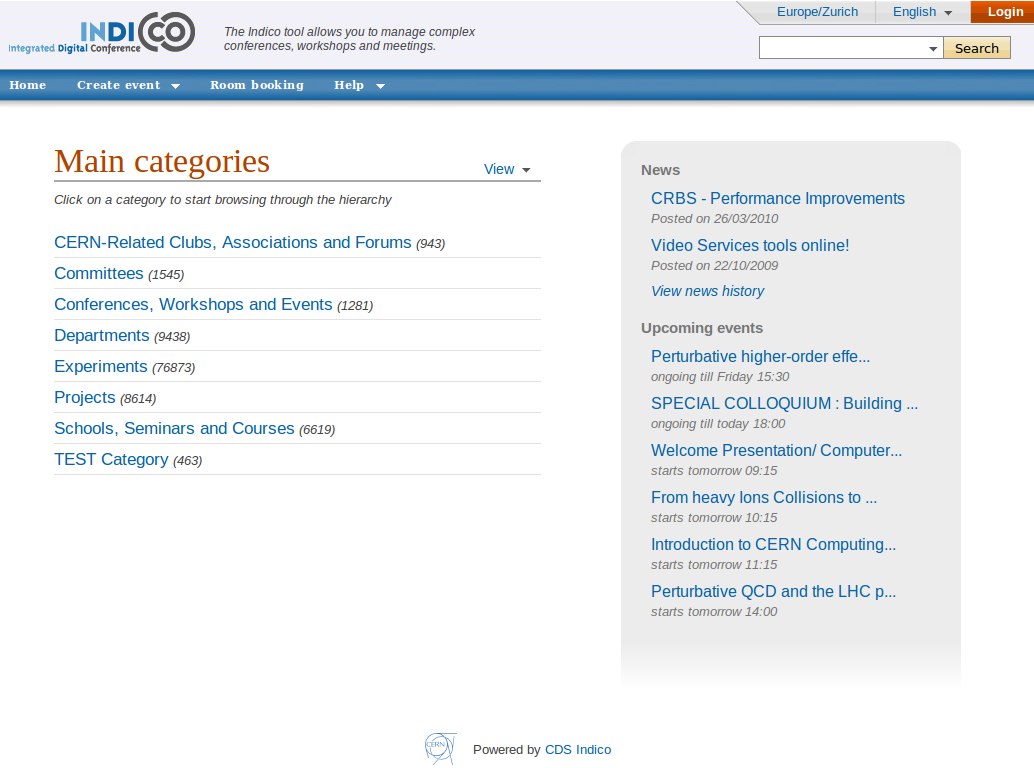 Europe/Zurich English Login
INDICO
Integrated Digital Conference
The Indico tool allows you to manage complex
conferences, workshops and meetings.
Search
Home Create event Room booking Help
Main categories
View
Click on a category to start browsing through the hierarchy
CERN-Related Clubs, Associations and Forums (943)
Committees (1545)
Conferences, Workshops and Events (1281)
Departments (9438)
Experiments (76873)
Projects (8614)
Schools, Seminars and Courses (6619)
TEST Category (463)
News
CRBS - Performance Improvements
Posted on 26/03/2010
Video Services tools online!
Posted on 22/10/2009
View news history
Upcoming events
Perturbative higher-order effe...
ongoing till Friday 15:30
SPECIAL COLLOQUIUM : Building ...
ongoing till today 18:00
Welcome Presentation/ Computer...
starts tomorrow 09:15
From heavy Ions Collisions to ...
starts tomorrow 10:15
Introduction to CERN Computing...
starts tomorrow 11:15
Perturbative QCD and the LHC p...
starts tomorrow 14:00
CERN
Powered by CDS Indico